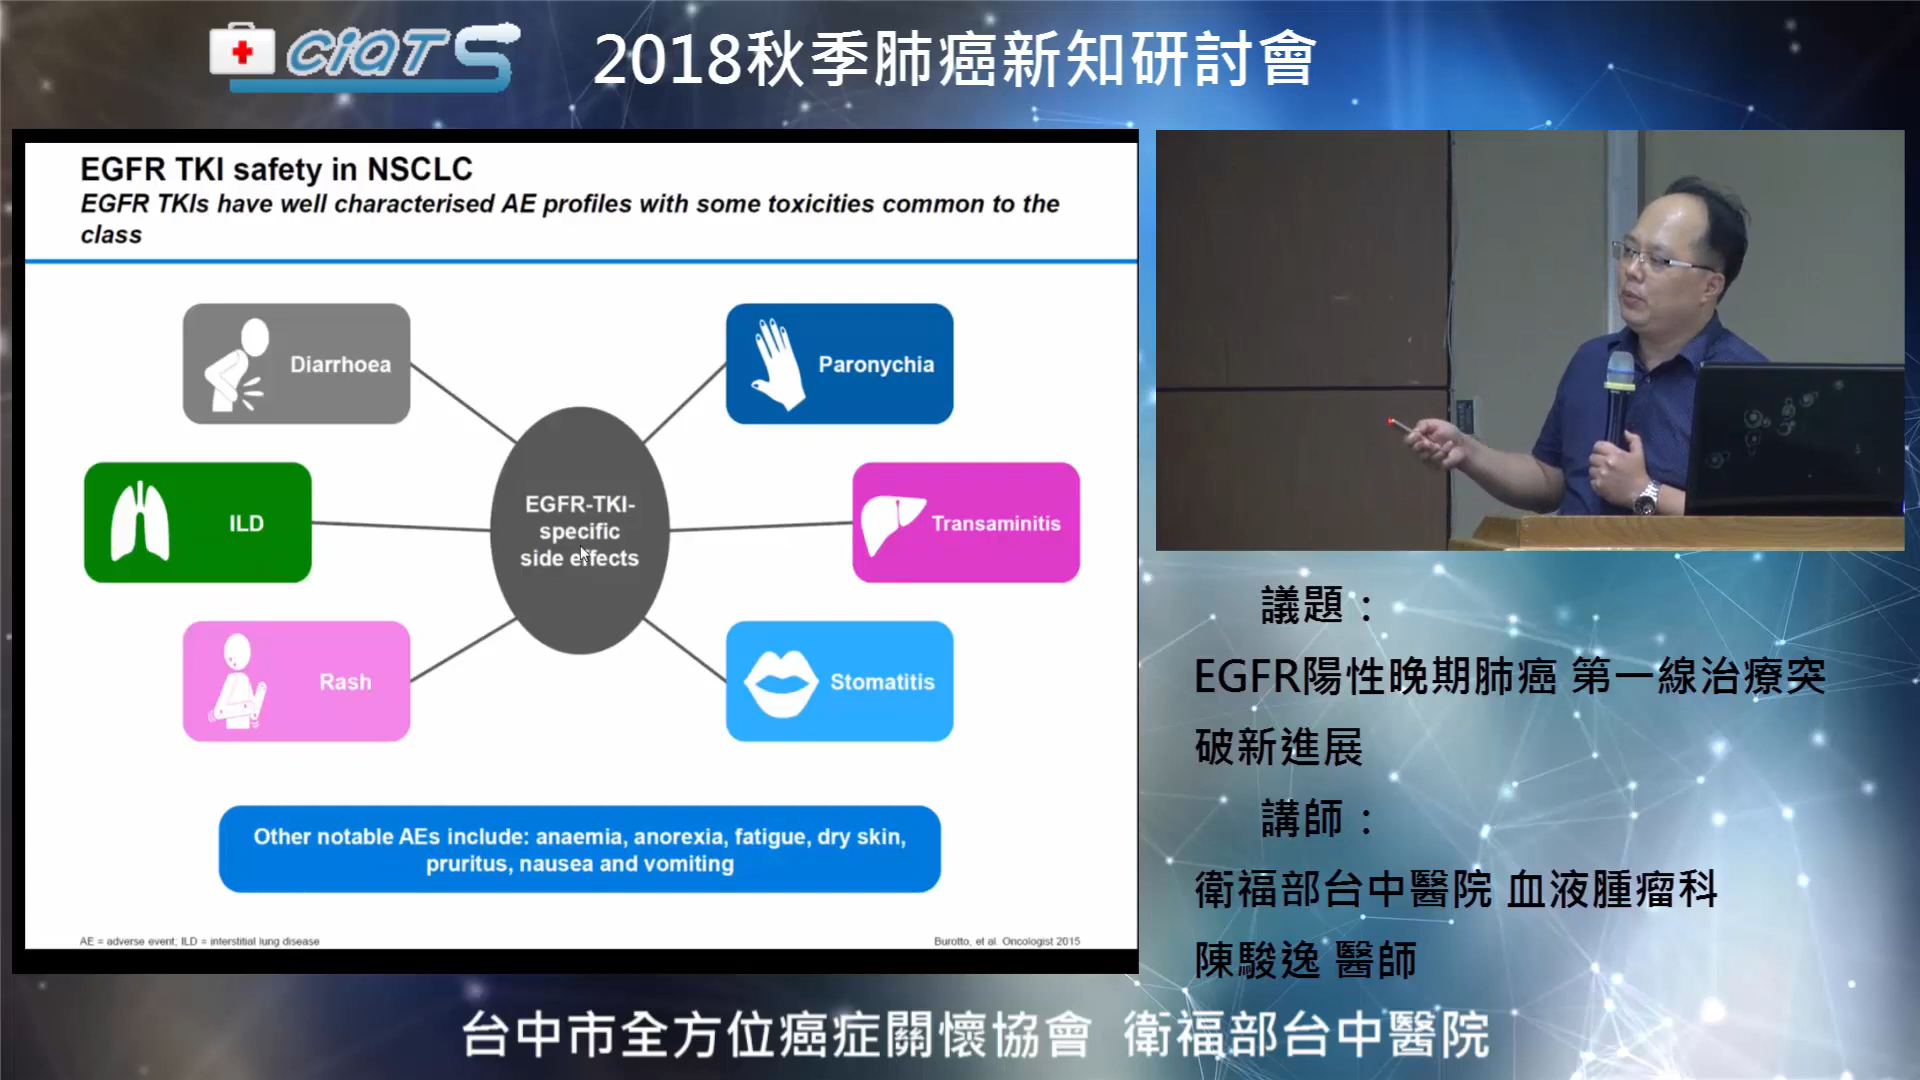 CiQTS
2018秋季肺癌新知研討會
EGFR TKI safety in NSCLC
EGFR TKIs have well characterised AE profiles with some toxicities common to the
class
Diarrhoea
Paronychia
ILD
EGFR-TKI-
specific
side effects
Transaminitis
Rash
Stomatitis
Other notable AEs include: anaemia, anorexia, fatigue, dry skin,
pruritus, nausea and vomiting
AE = adverse event; ILD = interstitial lung disease
Burotto, et al. Oncologist 2015
議題：
EGFR陽性晚期肺癌 第一線治療突
破新進展
講師：
衛福部台中醫院 血液腫瘤科
陳駿逸 醫師
台中市全方位癌症關懷協會 衛福部台中醫院